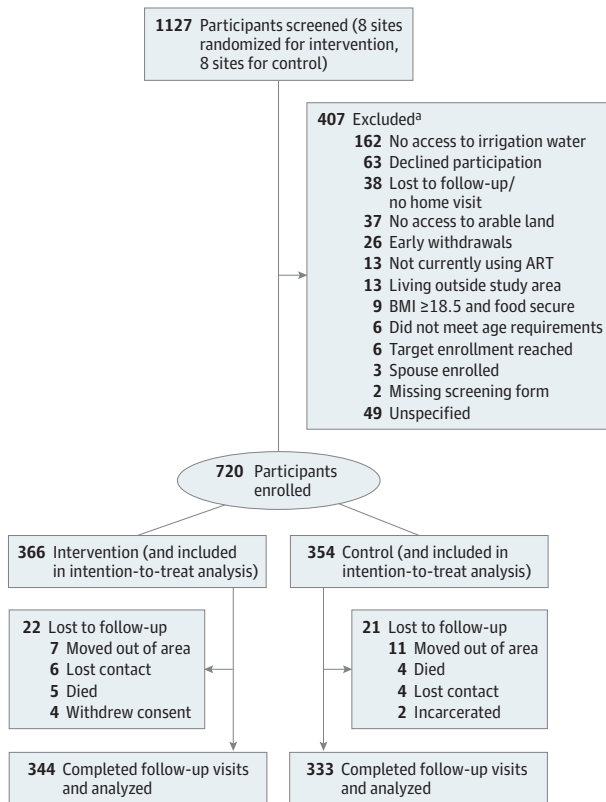 1127 Participants screened (8 sites
randomized for intervention,
8 sites for control)
407 Excludedᵃ
162 No access to irrigation water
63 Declined participation
38 Lost to follow-up/
no home visit
37 No access to arable land
26 Early withdrawals
13 Not currently using ART
13 Living outside study area
9 BMI ≥18.5 and food secure
6 Did not meet age requirements
6 Target enrollment reached
3 Spouse enrolled
2 Missing screening form
49 Unspecified
720 Participants
enrolled
366 Intervention (and included
in intention-to-treat analysis)
354 Control (and included in
intention-to-treat analysis)
22 Lost to follow-up
7 Moved out of area
6 Lost contact
5 Died
4 Withdrew consent
21 Lost to follow-up
11 Moved out of area
4 Died
4 Lost contact
2 Incarcerated
344 Completed follow-up visits
and analyzed
333 Completed follow-up visits
and analyzed